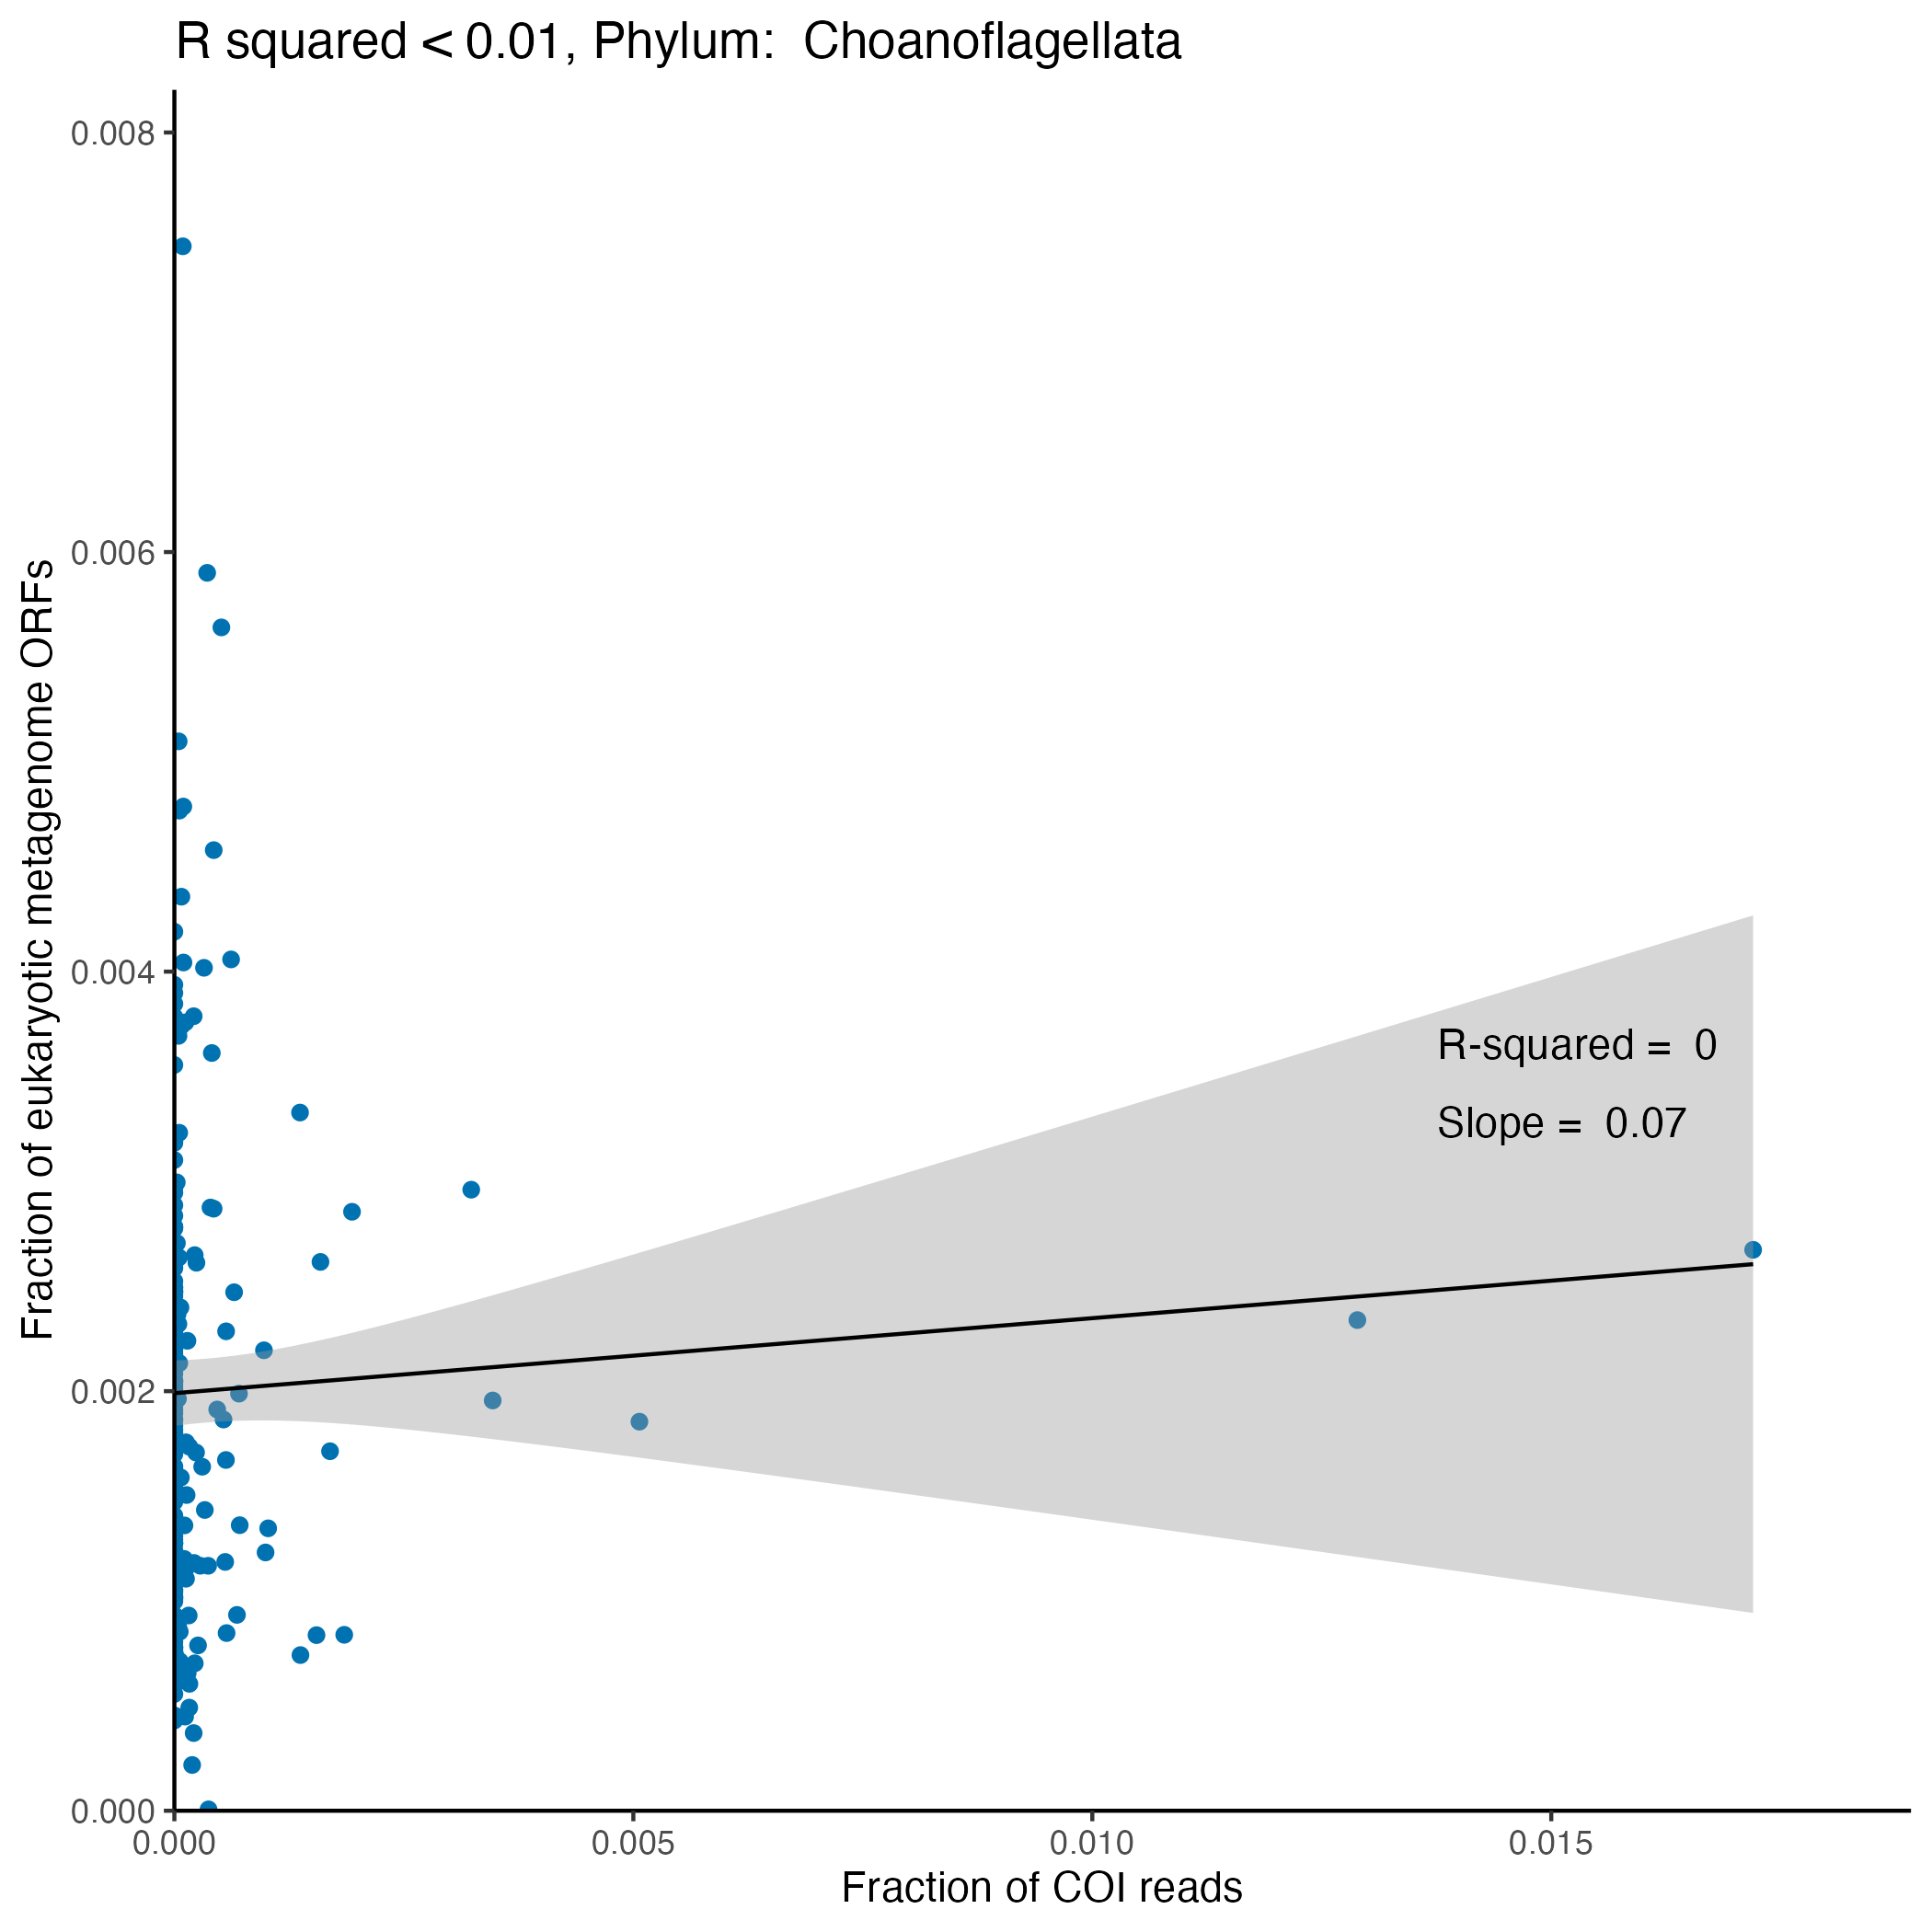 R squared < 0.01, Phylum: Choanoflagellata
0.008
0.006
0.004
0.002
0.000
Fraction of eukaryotic metagenome ORFs
R-squared = 0
Slope = 0.07
0.000 0.005 0.010 0.015
Fraction of COI reads